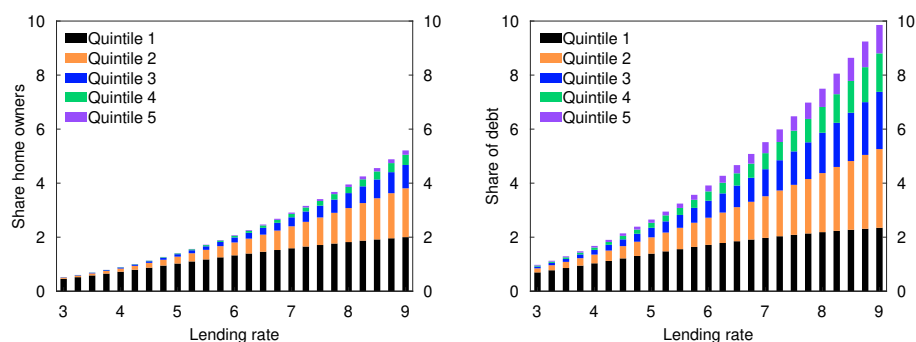 10
8
6
4
2
0
Share home owners
Quintile 1
Quintile 2
Quintile 3
Quintile 4
Quintile 5
10
8
6
4
2
0
3 4 5 6 7 8 9
Lending rate
10
8
6
4
2
0
Share of debt
Quintile 1
Quintile 2
Quintile 3
Quintile 4
Quintile 5
10
8
6
4
2
0
3 4 5 6 7 8 9
Lending rate